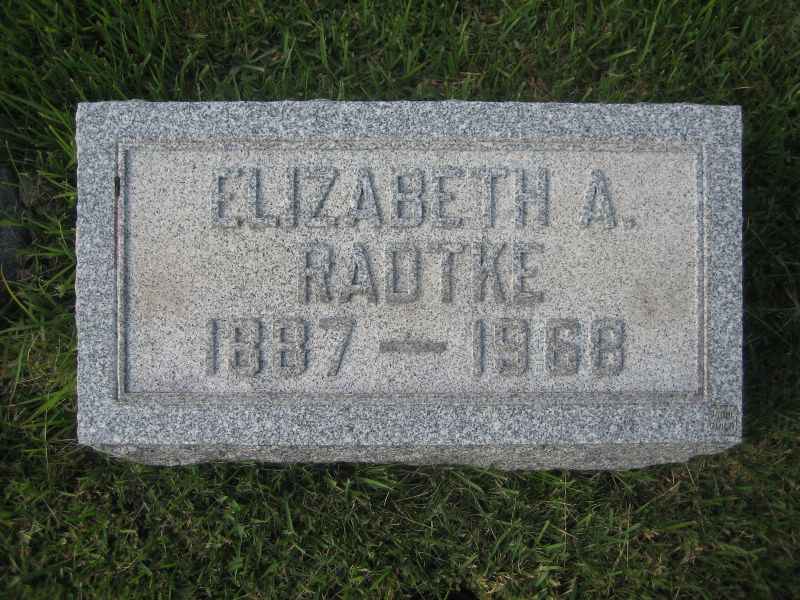 ELIZABETH A.
RADTKE
1887 — 1968